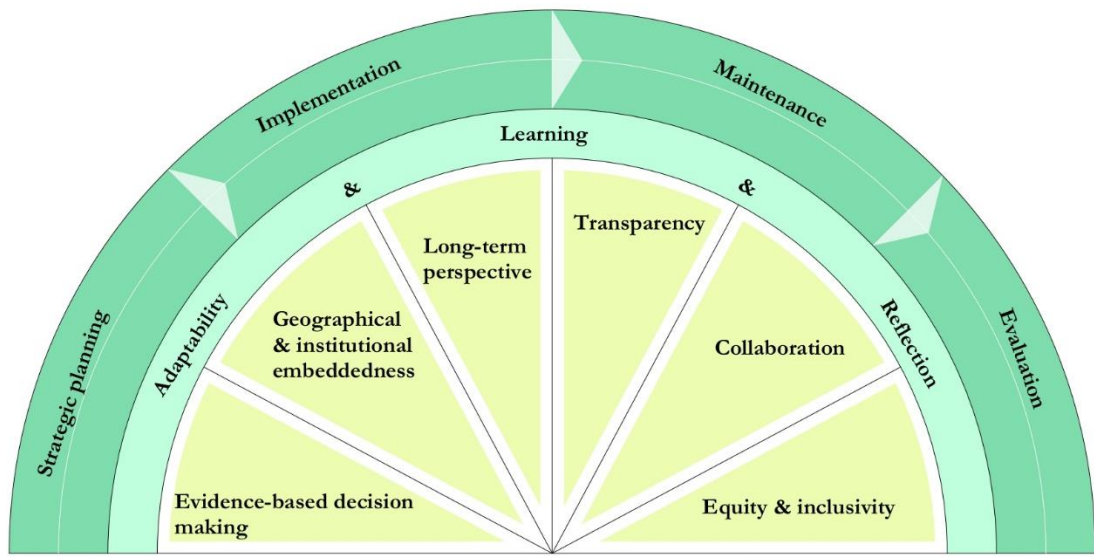 Strategic planning
Implementation
Maintenance
Evaluation
Adaptability
&
Learning
&
Reflection
Evidence-based decision
making
Geographical
& institutional
embeddedness
Long-term
perspective
Transparency
Collaboration
Equity & inclusivity